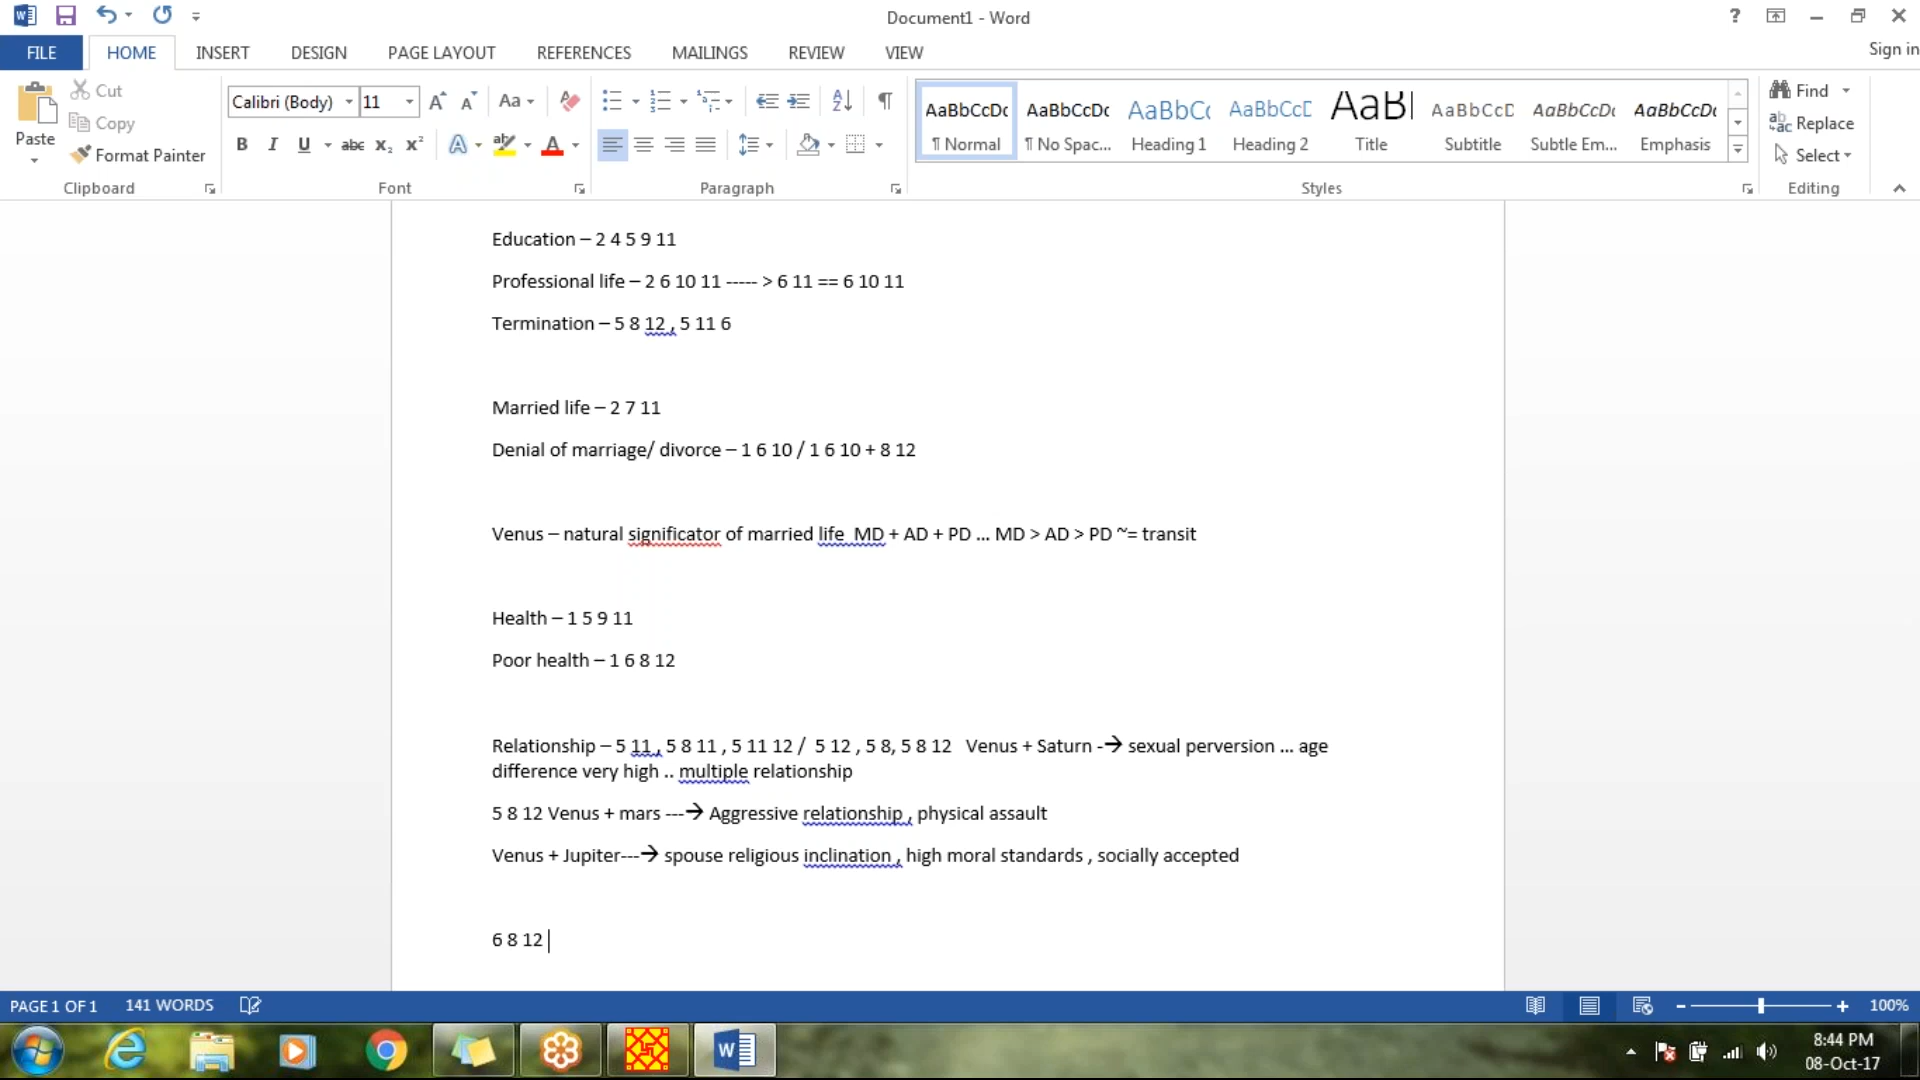 Document1 - Word
?
FILE HOME INSERT DESIGN PAGE LAYOUT REFERENCES MAILINGS REVIEW VIEW Sign in
Paste
Cut
Copy
Format Painter
Clipboard
Calibri (Body) 11
Font
Paragraph
AaBbCcDc AaBbCcDc AaBbCc AaBbCcD AaBl AaBbCcD AaBbCcDc AaBbCcDc
¶ Normal ¶ No Spac... Heading 1 Heading 2 Title Subtitle Subtle Em... Emphasis
Styles
Find
Replace
Select
Editing
Education – 2 4 5 9 11
Professional life – 2 6 10 11 ----- > 6 11 == 6 10 11
Termination – 5 8 12 , 5 11 6
Married life – 2 7 11
Denial of marriage/ divorce – 1 6 10 / 1 6 10 + 8 12
Venus – natural significator of married life  MD + AD + PD ... MD > AD > PD ~= transit
Health – 1 5 9 11
Poor health – 1 6 8 12
Relationship – 5 11 , 5 8 11 , 5 11 12 /  5 12 , 5 8, 5 8 12   Venus + Saturn -→ sexual perversion ... age
difference very high .. multiple relationship
5 8 12 Venus + mars ---→ Aggressive relationship , physical assault
Venus + Jupiter---→ spouse religious inclination , high moral standards , socially accepted
6 8 12
PAGE 1 OF 1 141 WORDS 100%
8:44 PM
08-Oct-17